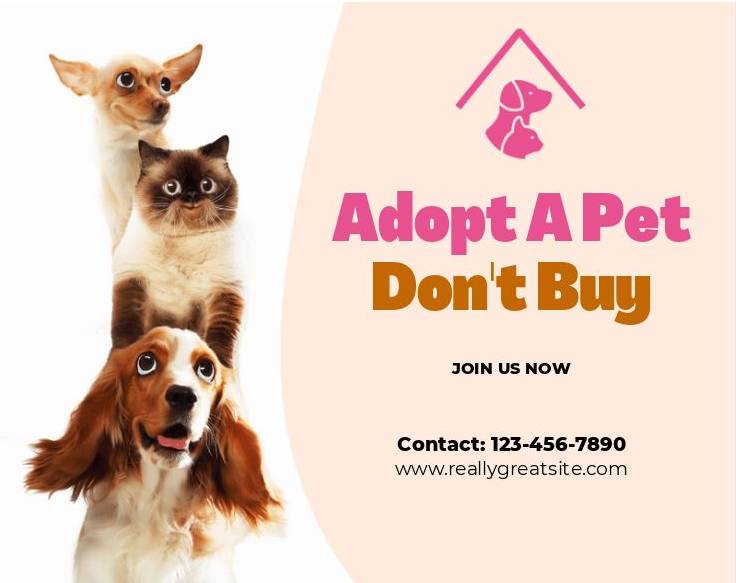 Adopt A Pet
Don't Buy
JOIN US NOW
Contact: 123-456-7890
www.reallygreatsite.com